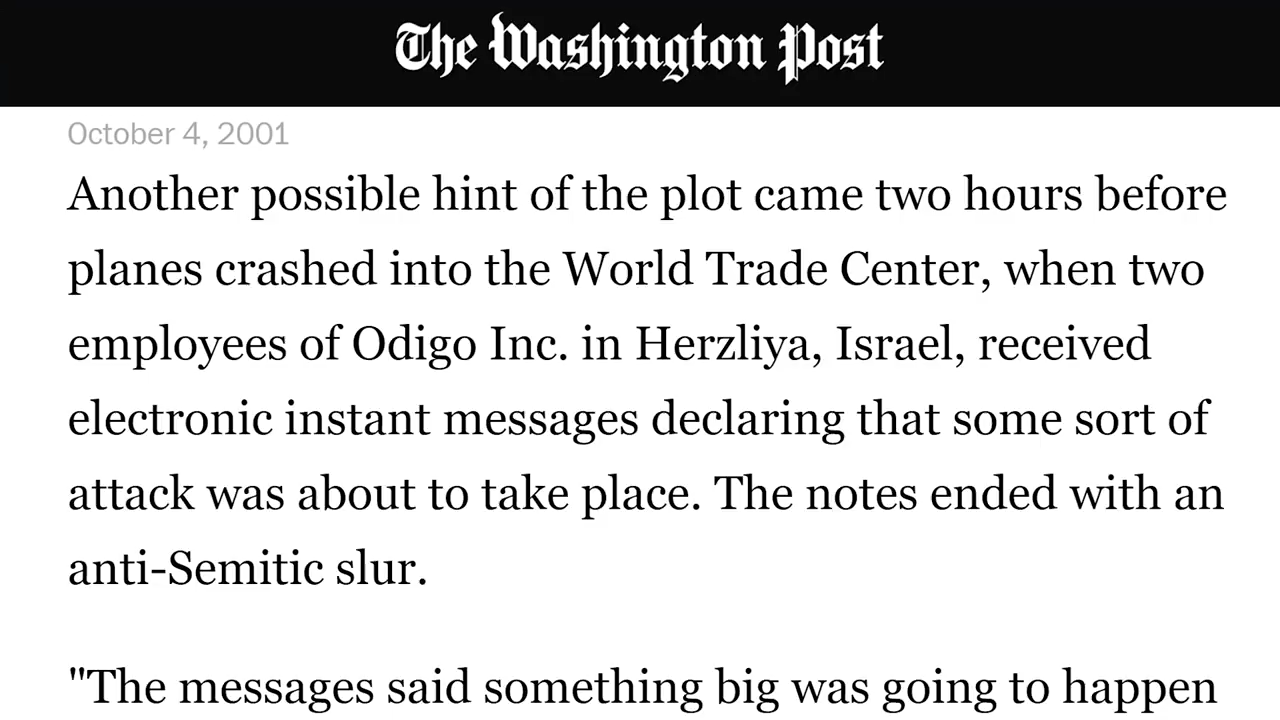 The Washington Post
October 4, 2001
Another possible hint of the plot came two hours before
planes crashed into the World Trade Center, when two
employees of Odigo Inc. in Herzliya, Israel, received
electronic instant messages declaring that some sort of
attack was about to take place. The notes ended with an
anti-Semitic slur.
"The messages said something big was going to happen